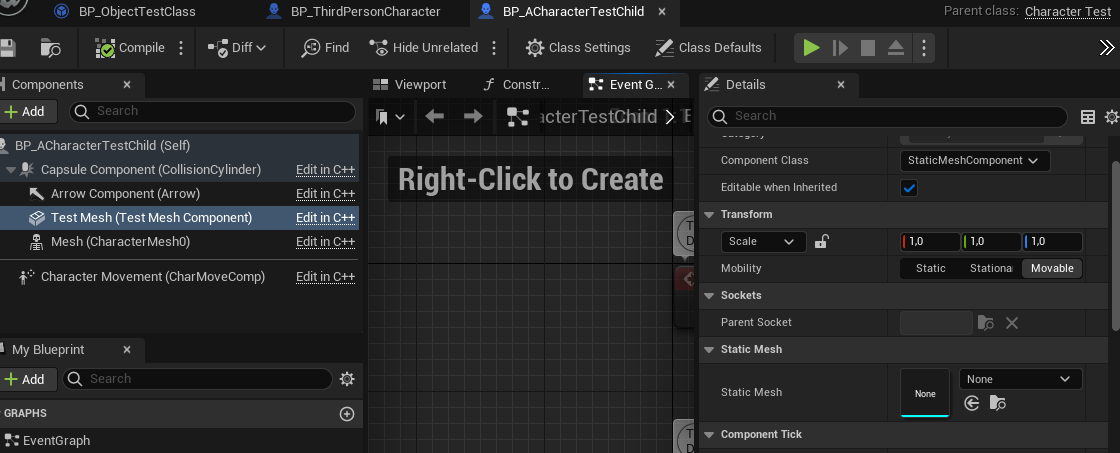 BP_ObjectTestClass
BP_ThirdPersonCharacter
BP_ACharacterTestChild
Parent class: Character Test
Compile
Diff
Find
Hide Unrelated
Class Settings
Class Defaults
Components
Add
Search
BP_ACharacterTestChild (Self)
Capsule Component (CollisionCylinder) Edit in C++
Arrow Component (Arrow) Edit in C++
Test Mesh (Test Mesh Component) Edit in C++
Mesh (CharacterMesh0) Edit in C++
Character Movement (CharMoveComp) Edit in C++
My Blueprint
Add
Search
GRAPHS
EventGraph
Viewport
Constr...
Event G...
acterTestChild
Right-Click to Create
Details
Search
Category
Component Class StaticMeshComponent
Editable when Inherited
Transform
Scale 1,0 1,0 1,0
Mobility Static Stationa Movable
Sockets
Parent Socket
Static Mesh
Static Mesh None None
Component Tick